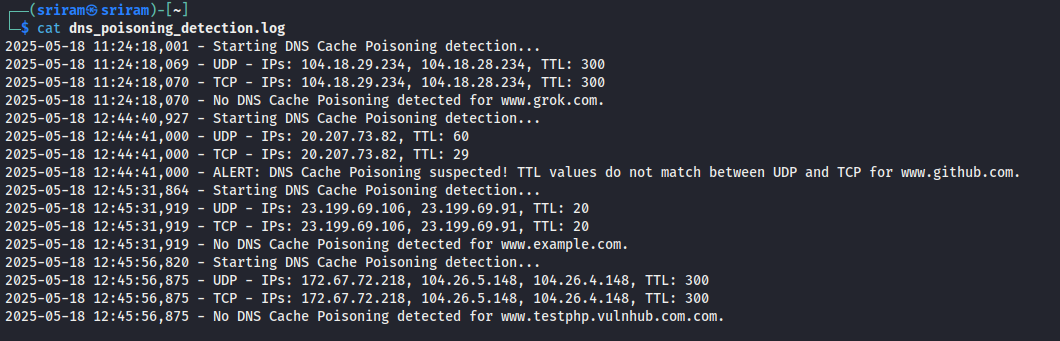 (sriram㉿sriram)-[~]
$ cat dns_poisoning_detection.log
2025-05-18 11:24:18,001 - Starting DNS Cache Poisoning detection...
2025-05-18 11:24:18,069 - UDP - IPs: 104.18.29.234, 104.18.28.234, TTL: 300
2025-05-18 11:24:18,070 - TCP - IPs: 104.18.29.234, 104.18.28.234, TTL: 300
2025-05-18 11:24:18,070 - No DNS Cache Poisoning detected for www.grok.com.
2025-05-18 12:44:40,927 - Starting DNS Cache Poisoning detection...
2025-05-18 12:44:41,000 - UDP - IPs: 20.207.73.82, TTL: 60
2025-05-18 12:44:41,000 - TCP - IPs: 20.207.73.82, TTL: 29
2025-05-18 12:44:41,000 - ALERT: DNS Cache Poisoning suspected! TTL values do not match between UDP and TCP for www.github.com.
2025-05-18 12:45:31,864 - Starting DNS Cache Poisoning detection...
2025-05-18 12:45:31,919 - UDP - IPs: 23.199.69.106, 23.199.69.91, TTL: 20
2025-05-18 12:45:31,919 - TCP - IPs: 23.199.69.106, 23.199.69.91, TTL: 20
2025-05-18 12:45:31,919 - No DNS Cache Poisoning detected for www.example.com.
2025-05-18 12:45:56,820 - Starting DNS Cache Poisoning detection...
2025-05-18 12:45:56,875 - UDP - IPs: 172.67.72.218, 104.26.5.148, 104.26.4.148, TTL: 300
2025-05-18 12:45:56,875 - TCP - IPs: 172.67.72.218, 104.26.5.148, 104.26.4.148, TTL: 300
2025-05-18 12:45:56,875 - No DNS Cache Poisoning detected for www.testphp.vulnhub.com.com.